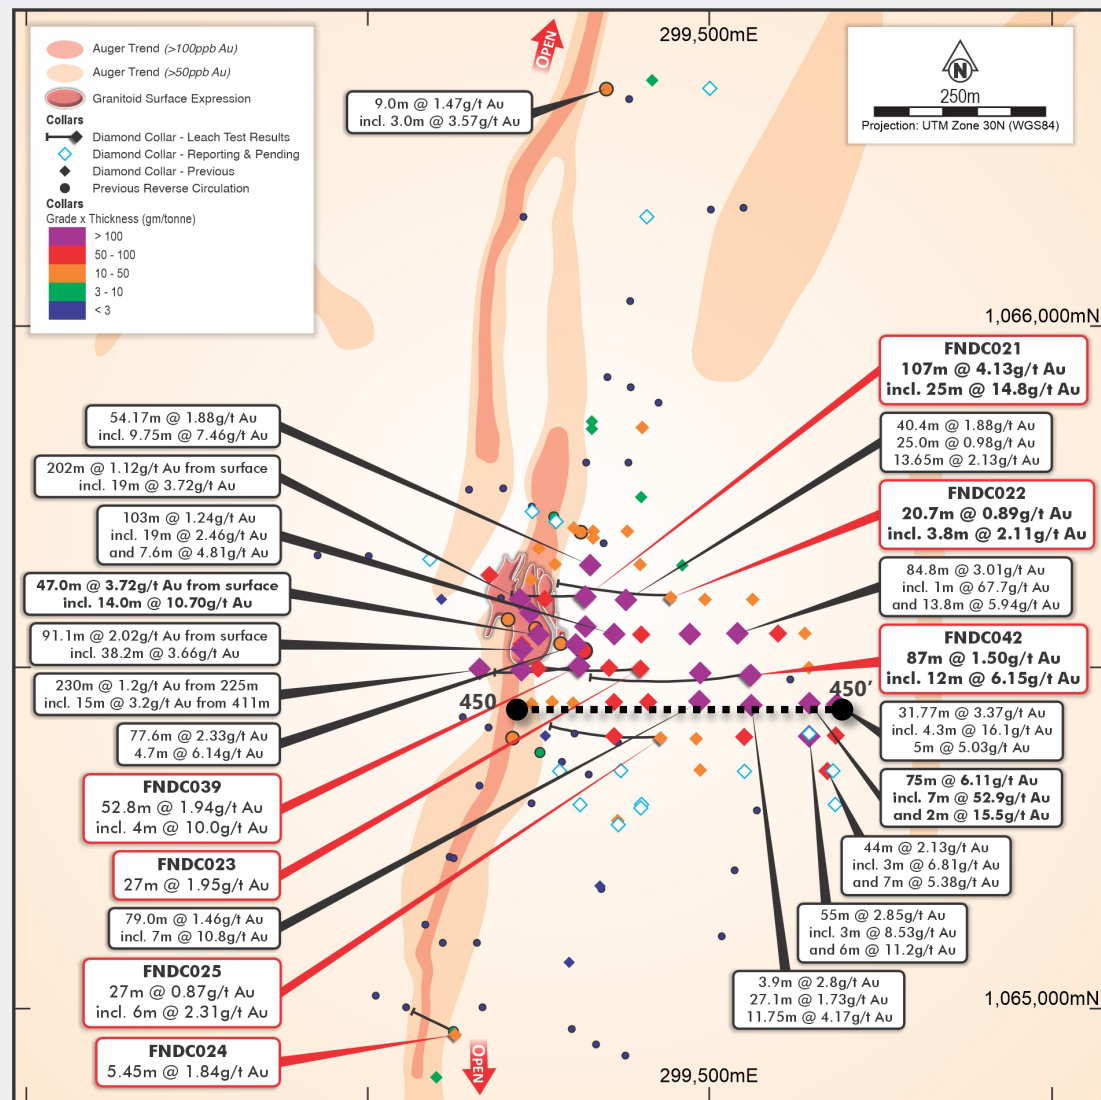 299,500mE
OPEN
Auger Trend (>100ppb Au)
Auger Trend (>50ppb Au)
Granitoid Surface Expression
Collars
Diamond Collar - Leach Test Results
Diamond Collar - Reporting & Pending
Diamond Collar - Previous
Previous Reverse Circulation
Collars
Grade x Thickness (gm/tonne)
> 100
50 - 100
10 - 50
3 - 10
< 3
N
250m
Projection: UTM Zone 30N (WGS84)
9.0m @ 1.47g/t Au
incl. 3.0m @ 3.57g/t Au
1,066,000mN
54.17m @ 1.88g/t Au
incl. 9.75m @ 7.46g/t Au
202m @ 1.12g/t Au from surface
incl. 19m @ 3.72g/t Au
103m @ 1.24g/t Au
incl. 19m @ 2.46g/t Au
and 7.6m @ 4.81g/t Au
47.0m @ 3.72g/t Au from surface
incl. 14.0m @ 10.70g/t Au
91.1m @ 2.02g/t Au from surface
incl. 38.2m @ 3.66g/t Au
230m @ 1.2g/t Au from 225m
incl. 15m @ 3.2g/t Au from 411m
77.6m @ 2.33g/t Au
4.7m @ 6.14g/t Au
FNDC039
52.8m @ 1.94g/t Au
incl. 4m @ 10.0g/t Au
FNDC023
27m @ 1.95g/t Au
79.0m @ 1.46g/t Au
incl. 7m @ 10.8g/t Au
FNDC025
27m @ 0.87g/t Au
incl. 6m @ 2.31g/t Au
FNDC024
5.45m @ 1.84g/t Au
FNDC021
107m @ 4.13g/t Au
incl. 25m @ 14.8g/t Au
40.4m @ 1.88g/t Au
25.0m @ 0.98g/t Au
13.65m @ 2.13g/t Au
FNDC022
20.7m @ 0.89g/t Au
incl. 3.8m @ 2.11g/t Au
84.8m @ 3.01g/t Au
incl. 1m @ 67.7g/t Au
and 13.8m @ 5.94g/t Au
FNDC042
87m @ 1.50g/t Au
incl. 12m @ 6.15g/t Au
450
450’
31.77m @ 3.37g/t Au
incl. 4.3m @ 16.1g/t Au
5m @ 5.03g/t Au
75m @ 6.11g/t Au
incl. 7m @ 52.9g/t Au
and 2m @ 15.5g/t Au
44m @ 2.13g/t Au
incl. 3m @ 6.81g/t Au
and 7m @ 5.38g/t Au
55m @ 2.85g/t Au
incl. 3m @ 8.53g/t Au
and 6m @ 11.2g/t Au
3.9m @ 2.8g/t Au
27.1m @ 1.73g/t Au
11.75m @ 4.17g/t Au
1,065,000mN
OPEN
299,500mE